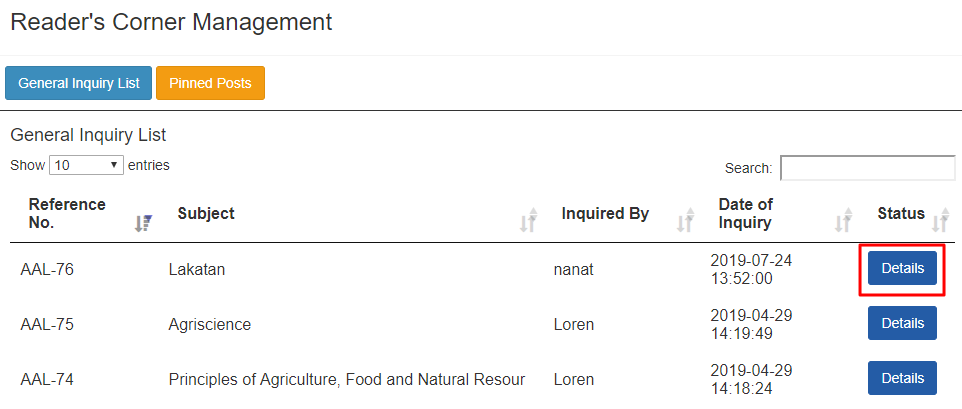 Reader's Corner Management
General Inquiry List Pinned Posts
General Inquiry List
Show 10 entries Search:
Reference No. Subject Inquired By Date of Inquiry Status
AAL-76 Lakatan nanat 2019-07-24 13:52:00 Details
AAL-75 Agriscience Loren 2019-04-29 14:19:49 Details
AAL-74 Principles of Agriculture, Food and Natural Resour Loren 2019-04-29 14:18:24 Details